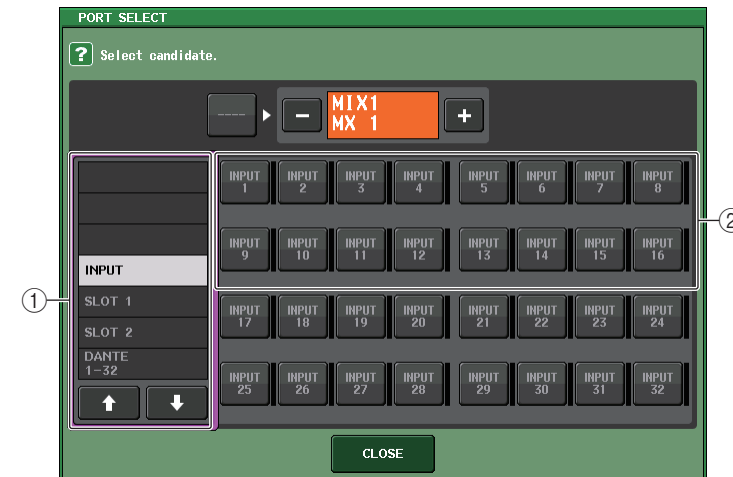 PORT SELECT
? Select candidate.
----
−
MIX1
MX 1
+
INPUT
SLOT 1
SLOT 2
DANTE
1−32
INPUT 1 INPUT 2 INPUT 3 INPUT 4 INPUT 5 INPUT 6 INPUT 7 INPUT 8
INPUT 9 INPUT 10 INPUT 11 INPUT 12 INPUT 13 INPUT 14 INPUT 15 INPUT 16
INPUT 17 INPUT 18 INPUT 19 INPUT 20 INPUT 21 INPUT 22 INPUT 23 INPUT 24
INPUT 25 INPUT 26 INPUT 27 INPUT 28 INPUT 29 INPUT 30 INPUT 31 INPUT 32
1
2
CLOSE